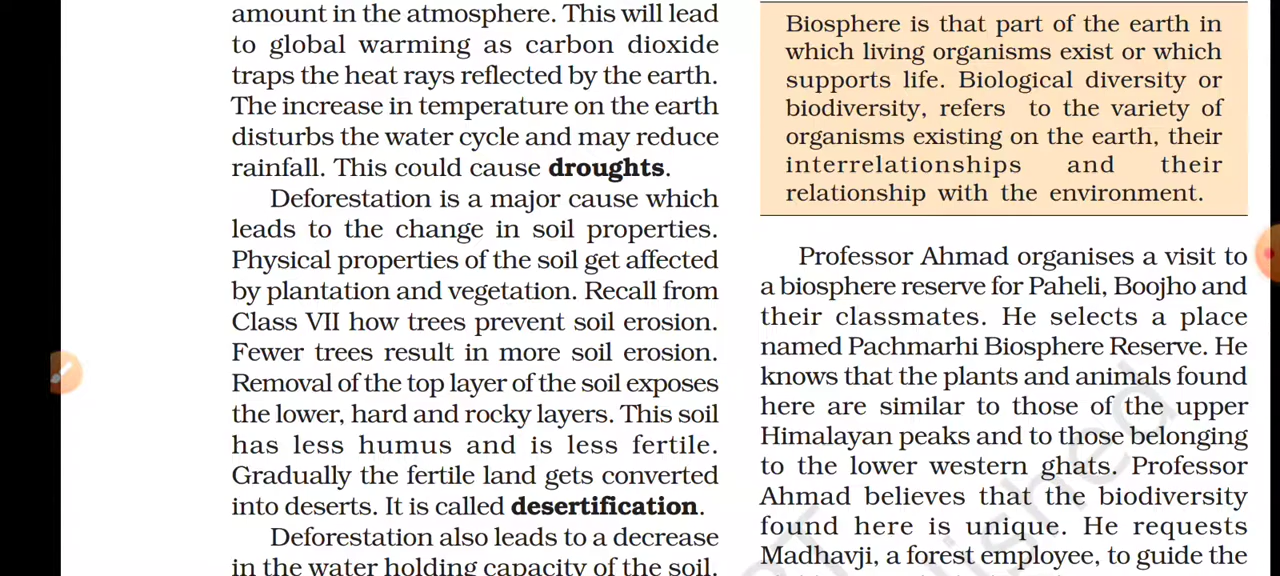 amount in the atmosphere. This will lead
to global warming as carbon dioxide
traps the heat rays reflected by the earth.
The increase in temperature on the earth
disturbs the water cycle and may reduce
rainfall. This could cause droughts.
Deforestation is a major cause which
leads to the change in soil properties.
Physical properties of the soil get affected
by plantation and vegetation. Recall from
Class VII how trees prevent soil erosion.
Fewer trees result in more soil erosion.
Removal of the top layer of the soil exposes
the lower, hard and rocky layers. This soil
has less humus and is less fertile.
Gradually the fertile land gets converted
into deserts. It is called desertification.
Deforestation also leads to a decrease
in the water holding capacity of the soil.
Biosphere is that part of the earth in
which living organisms exist or which
supports life. Biological diversity or
biodiversity, refers to the variety of
organisms existing on the earth, their
interrelationships and their
relationship with the environment.
Professor Ahmad organises a visit to
a biosphere reserve for Paheli, Boojho and
their classmates. He selects a place
named Pachmarhi Biosphere Reserve. He
knows that the plants and animals found
here are similar to those of the upper
Himalayan peaks and to those belonging
to the lower western ghats. Professor
Ahmad believes that the biodiversity
found here is unique. He requests
Madhavji, a forest employee, to guide the